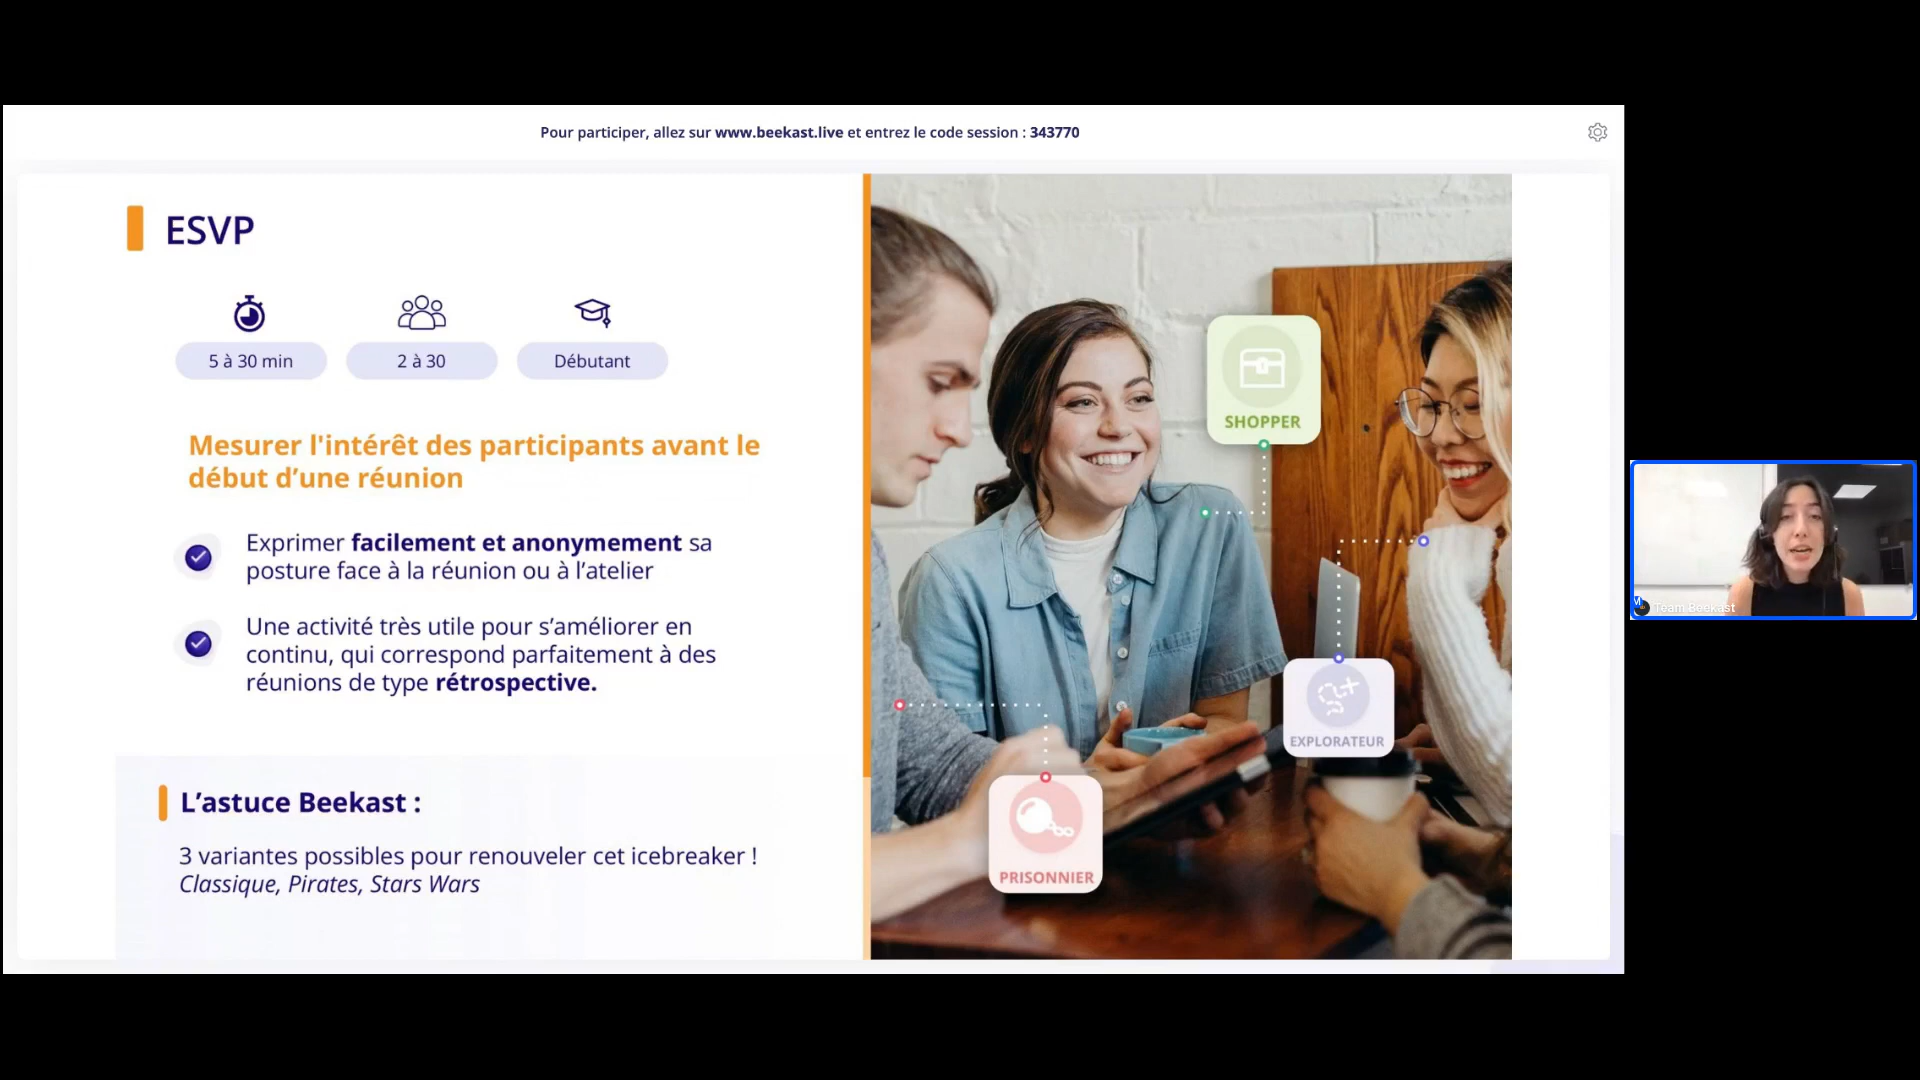 Pour participer, allez sur www.beekast.live et entrez le code session : 343770
ESVP
5 à 30 min
2 à 30
Débutant
Mesurer l'intérêt des participants avant le
début d’une réunion
Exprimer facilement et anonymement sa
posture face à la réunion ou à l’atelier
Une activité très utile pour s’améliorer en
continu, qui correspond parfaitement à des
réunions de type rétrospective.
L’astuce Beekast :
3 variantes possibles pour renouveler cet icebreaker !
Classique, Pirates, Stars Wars
SHOPPER
EXPLORATEUR
PRISONNIER
Team Beekast